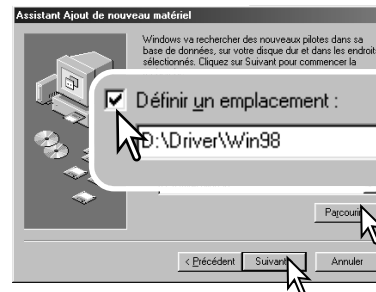 Assistant Ajout de nouveau matériel
Windows va rechercher des nouveaux pilotes dans sa
base de données, sur votre disque dur et dans les endroits
sélectionnés. Cliquez sur Suivant pour commencer la
Définir un emplacement :
D:\Driver\Win98
Parcourir
< Précédent
Suivant
Annuler